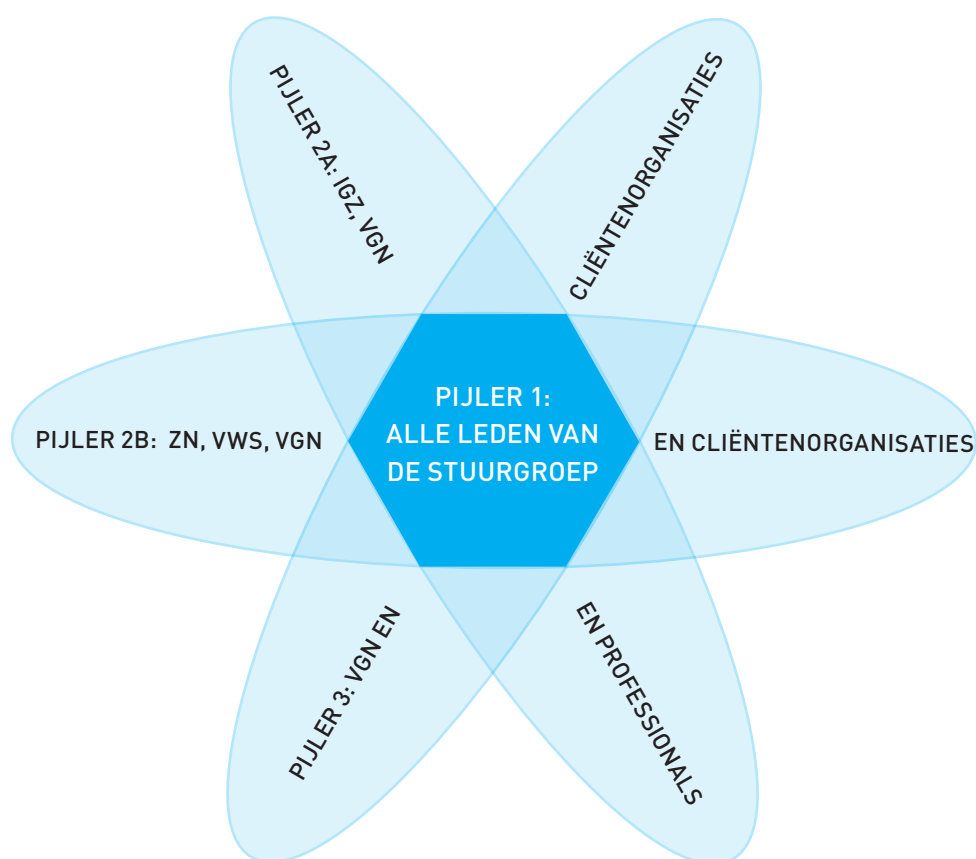 PIJLER 2A: IGZ, VGN
EN PROFESSIONALS
PIJLER 2B: ZN, VWS, VGN
EN CLIËNTENORGANISATIES
PIJLER 3: VGN EN
CLIËNTENORGANISATIES
PIJLER 1:
ALLE LEDEN VAN
DE STUURGROEP